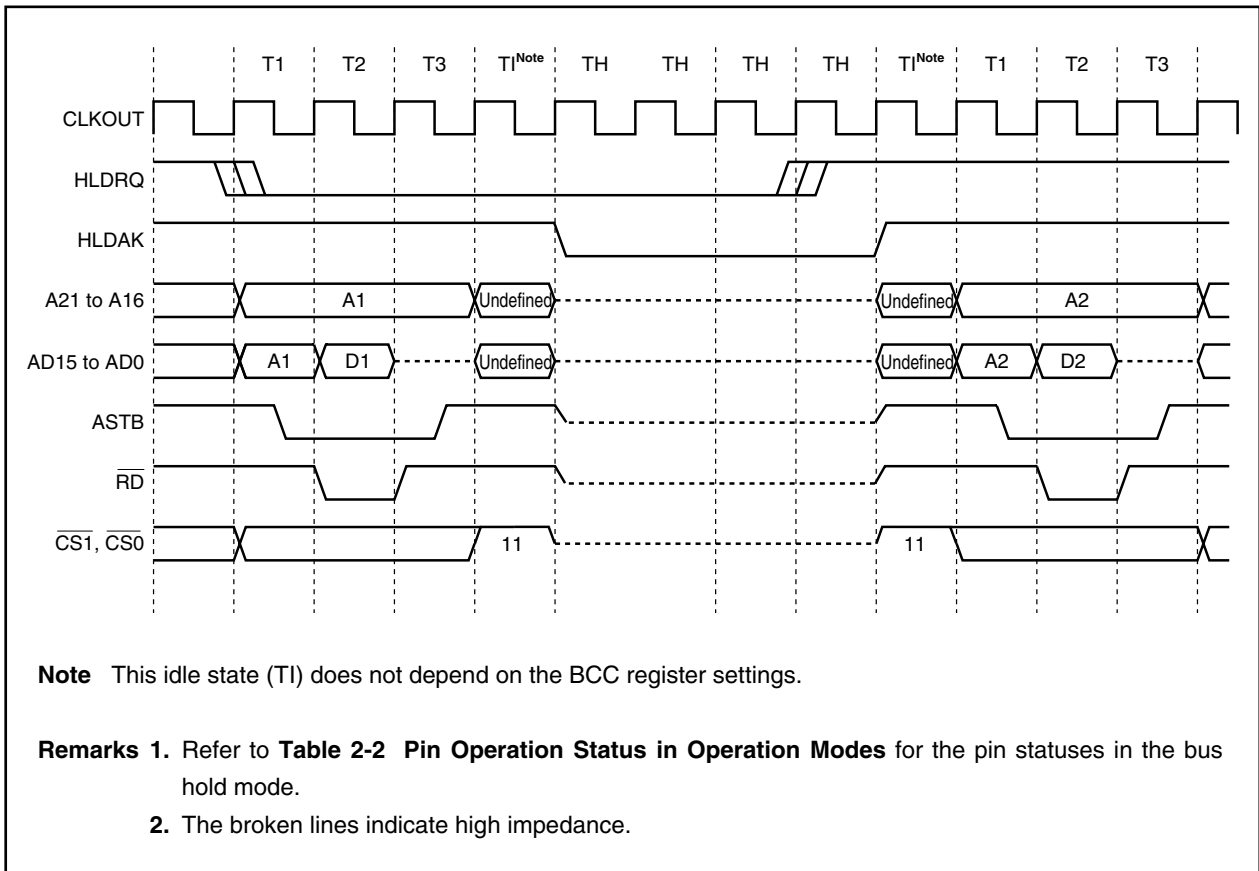 T1 T2 T3 TINote TH TH TH TH TINote T1 T2 T3
CLKOUT
HLDRQ
HLDAK
A21 to A16 A1 Undefined Undefined A2
AD15 to AD0 A1 D1 Undefined Undefined A2 D2
ASTB
RD
CS1, CS0 11 11
Note This idle state (TI) does not depend on the BCC register settings.
Remarks 1. Refer to Table 2-2 Pin Operation Status in Operation Modes for the pin statuses in the bus
hold mode.
2. The broken lines indicate high impedance.